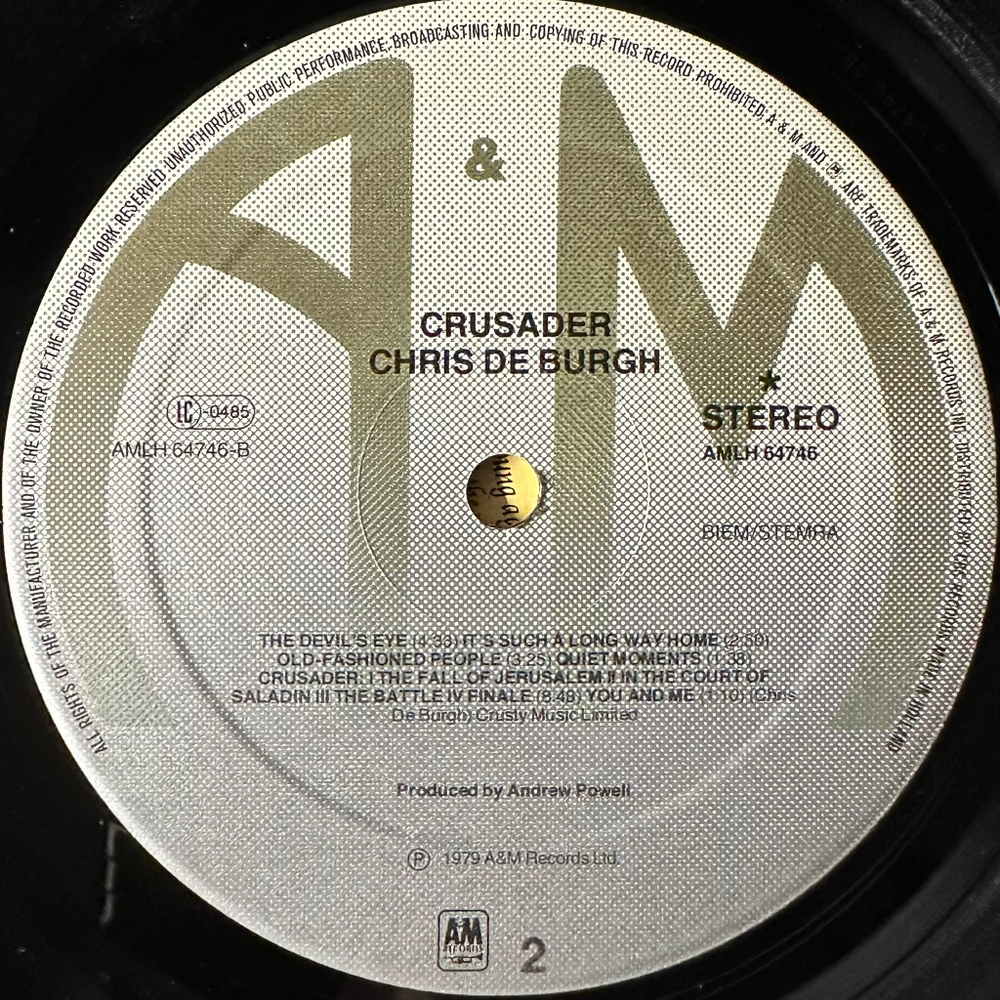 ALL RIGHTS OF THE MANUFACTURER AND OF THE OWNER OF THE RECORDED WORK RESERVED UNAUTHORIZED PUBLIC PERFORMANCE, BROADCASTING AND COPYING OF THIS RECORD PROHIBITED. A & M AND ARE TRADEMARKS OF A & M RECORDS INC. DISTRIBUTED BY RECORDS MADE IN HOLLAND
A & M
CRUSADER
CHRIS DE BURGH
LC-0485
AMLH 64746-B
*
STEREO
AMLH 64746
BIEM/STEMRA
THE DEVIL'S EYE (4:33) IT'S SUCH A LONG WAY HOME (2:50)
OLD-FASHIONED PEOPLE (3:25) QUIET MOMENTS (1:38)
CRUSADER: I THE FALL OF JERUSALEM II IN THE COURT OF
SALADIN III THE BATTLE IV FINALE (8:48) YOU AND ME (1:10) (Chris
De Burgh) Crusty Music Limited
Produced by Andrew Powell
℗ 1979 A&M Records Ltd.
AM
RECORDS
2